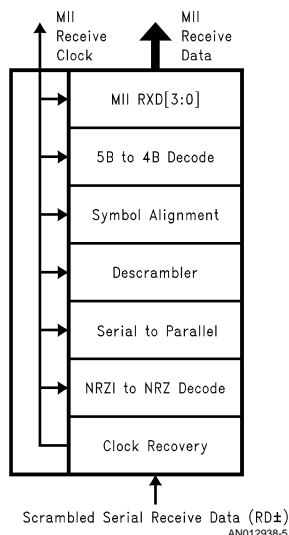 MII Receive Clock
MII Receive Data
MII RXD[3:0]
5B to 4B Decode
Symbol Alignment
Descrambler
Serial to Parallel
NRZI to NRZ Decode
Clock Recovery
Scrambled Serial Receive Data (RD±)
AN012938-5